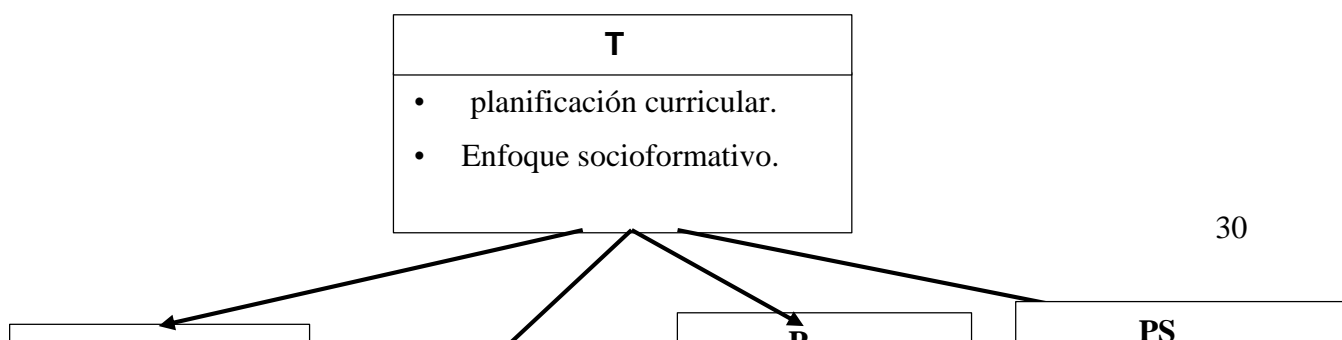 T
• planificación curricular.
• Enfoque socioformativo.
30
PS